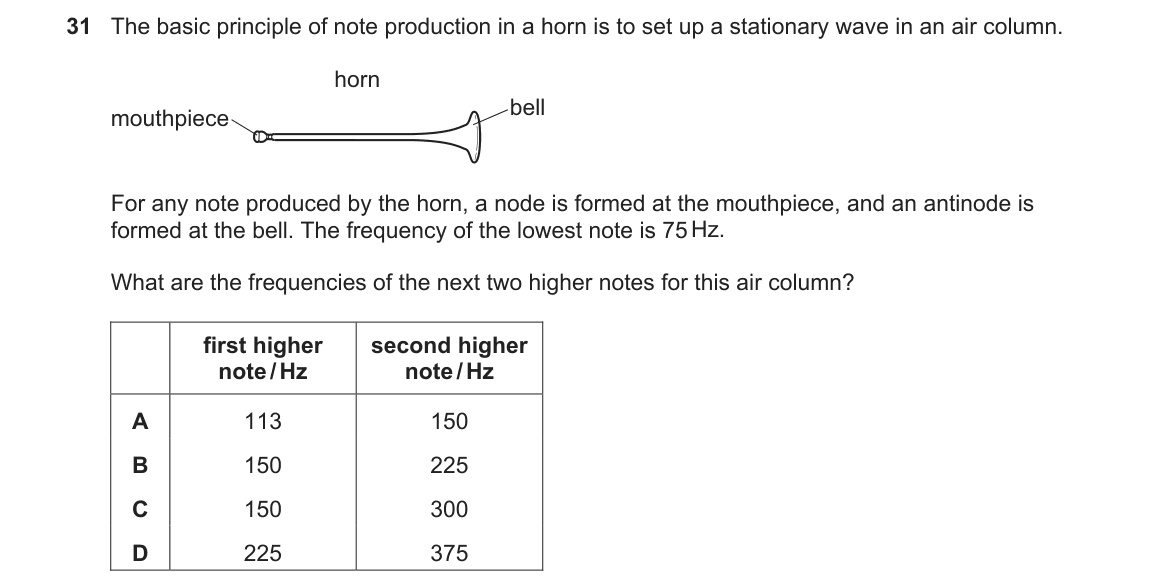 31 The basic principle of note production in a horn is to set up a stationary wave in an air column.
horn
bell
mouthpiece
For any note produced by the horn, a node is formed at the mouthpiece, and an antinode is
formed at the bell. The frequency of the lowest note is 75 Hz.
What are the frequencies of the next two higher notes for this air column?
first higher note / Hz second higher note / Hz
A 113 150
B 150 225
C 150 300
D 225 375